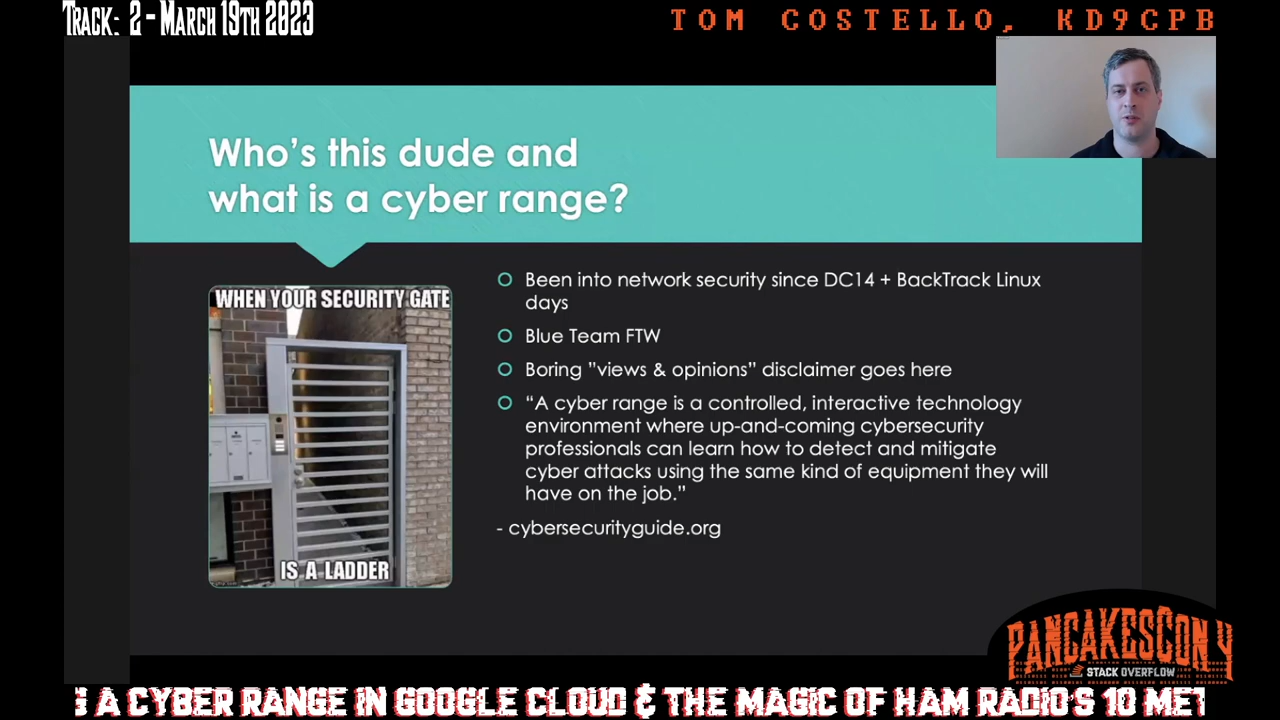 TRACK: 2 - MARCH 19TH 2023
TOM COSTELLO, KD9CPB
Who's this dude and
what is a cyber range?
WHEN YOUR SECURITY GATE
IS A LADDER
Been into network security since DC14 + BackTrack Linux
days
Blue Team FTW
Boring ”views & opinions” disclaimer goes here
“A cyber range is a controlled, interactive technology
environment where up-and-coming cybersecurity
professionals can learn how to detect and mitigate
cyber attacks using the same kind of equipment they will
have on the job.”
- cybersecurityguide.org
PANCAKESCON 4
STACK OVERFLOW
A CYBER RANGE IN GOOGLE CLOUD & THE MAGIC OF HAM RADIO'S 10